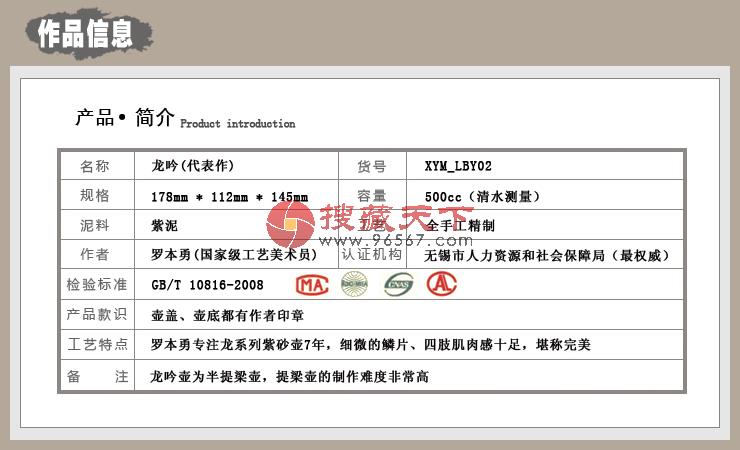 作品信息
产品•简介 Product introduction
名称 龙吟(代表作) 货号 XYM_LBY02
规格 178mm * 112mm * 145mm 容量 500cc（清水测量）
泥料 紫泥 全手工精制
搜藏天下
www.96567.com
作者 罗本勇(国家级工艺美术员) 认证机构 无锡市人力资源和社会保障局（最权威）
检验标准 GB/T 10816-2008 MA ilac-MRA CNAS AL
产品款识 壶盖、壶底都有作者印章
工艺特点 罗本勇专注龙系列紫砂壶7年，细微的鳞片、四肢肌肉感十足，堪称完美
备 注 龙吟壶为半提梁壶，提梁壶的制作难度非常高